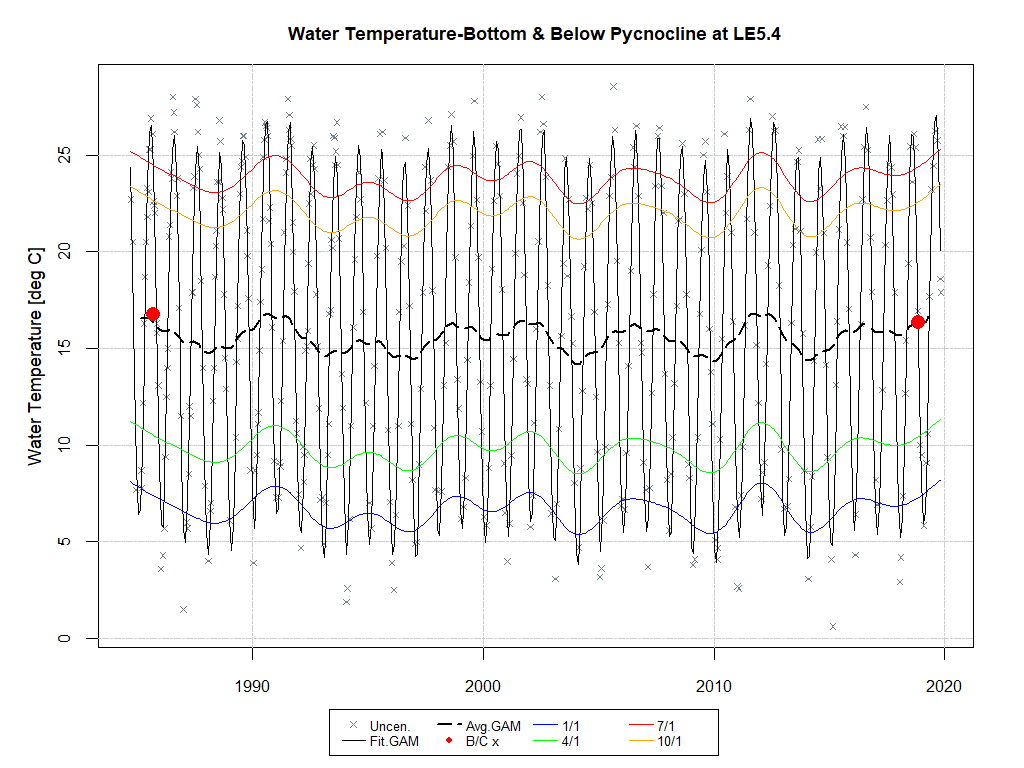 Water Temperature-Bottom & Below Pycnocline at LE5.4
Water Temperature [deg C]
25
20
15
10
5
0
1990 2000 2010 2020
Uncen. Avg.GAM 1/1 7/1
Fit.GAM B/C x 4/1 10/1